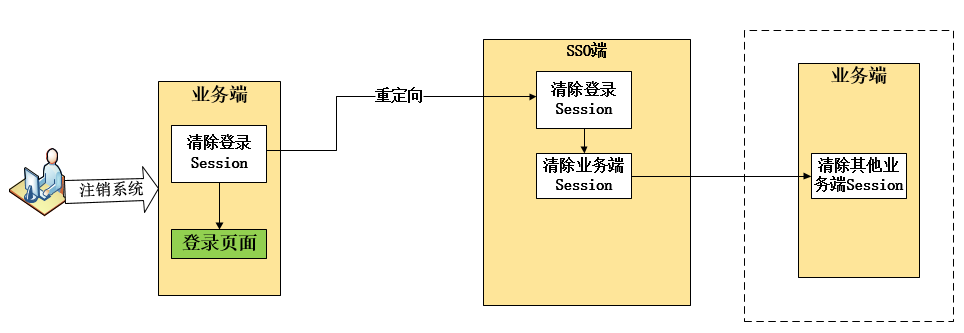 注销系统
业务端
清除登录
Session
登录页面
重定向
SSO端
清除登录
Session
清除业务端
Session
业务端
清除其他业
务端Session